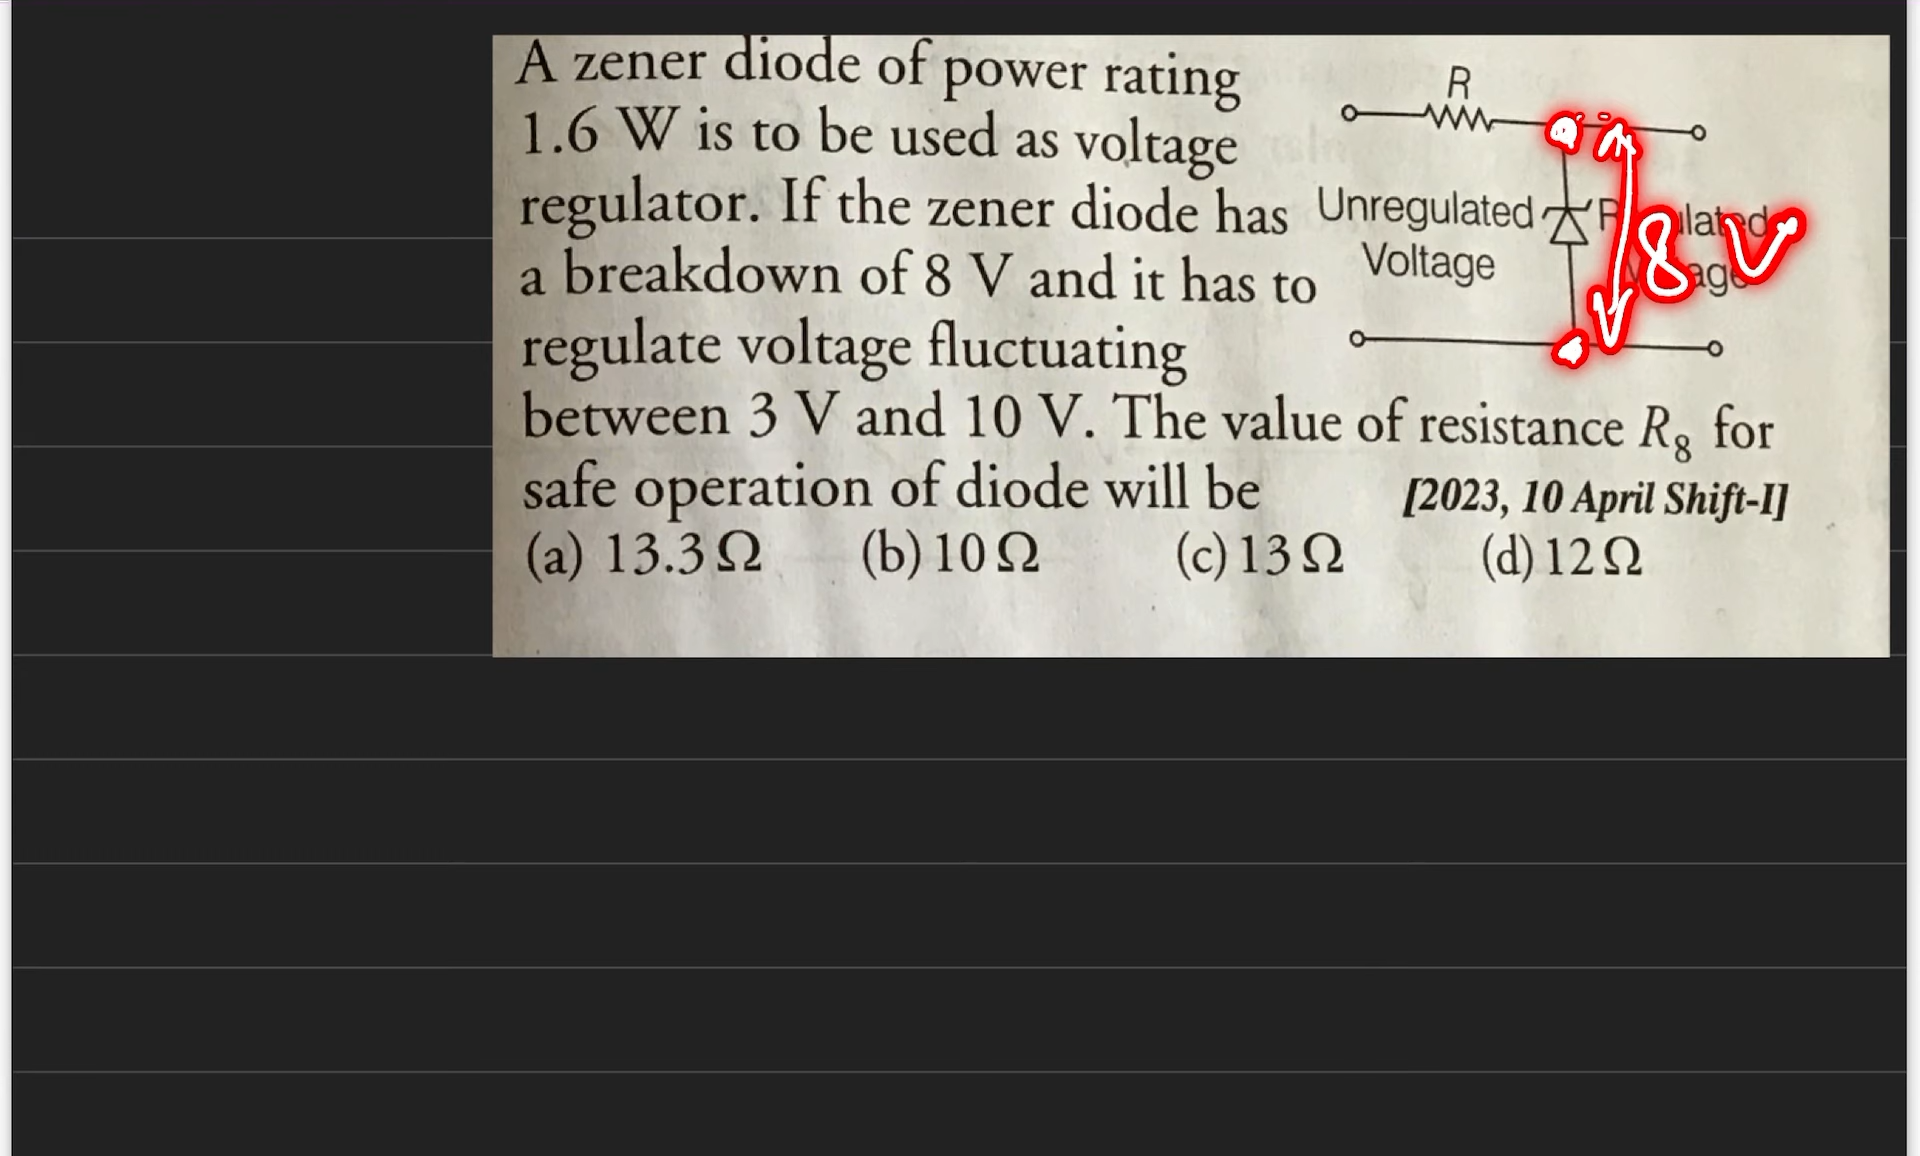 A zener diode of power rating
1.6 W is to be used as voltage
regulator. If the zener diode has
a breakdown of 8 V and it has to
regulate voltage fluctuating
between 3 V and 10 V. The value of resistance R8 for
safe operation of diode will be
[2023, 10 April Shift-I]
(a) 13.3 Ω (b) 10 Ω (c) 13 Ω (d) 12 Ω
R
Unregulated
Voltage
8 V